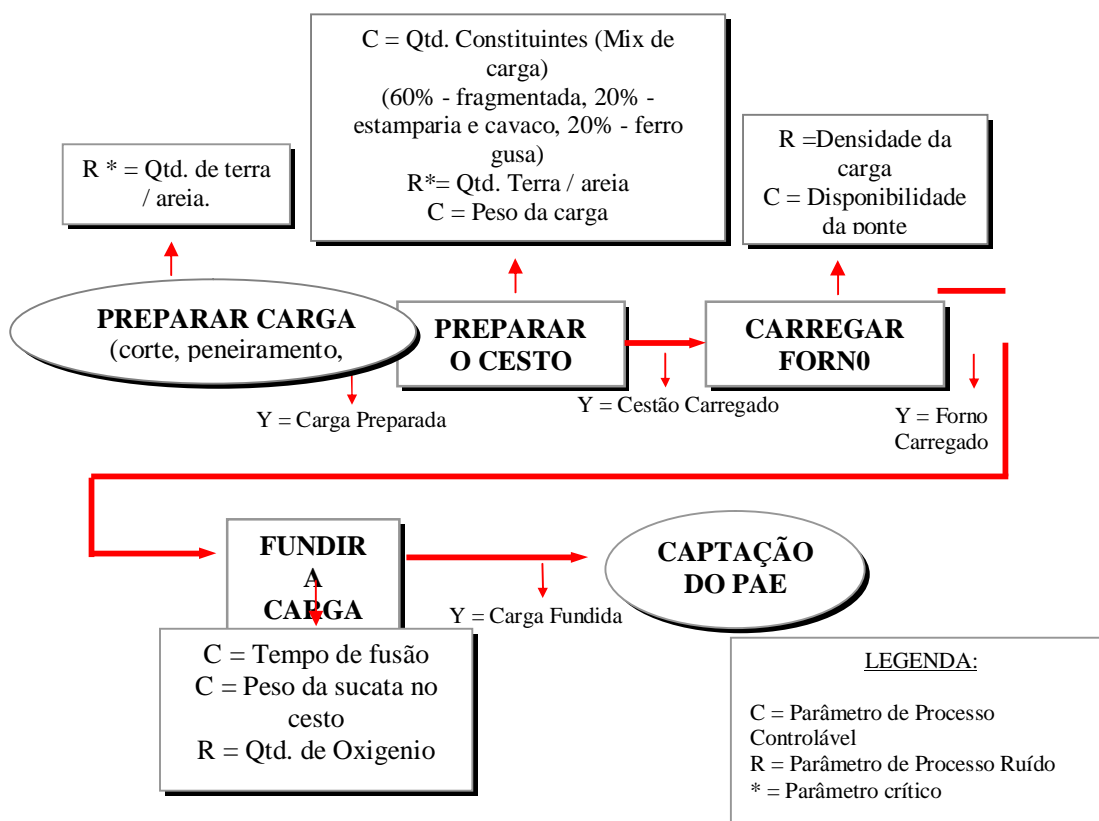 C = Qtd. Constituintes (Mix de
carga)
(60% - fragmentada, 20% -
estamparia e cavaco, 20% - ferro
gusa)
R*= Qtd. Terra / areia
C = Peso da carga
R * = Qtd. de terra
/ areia.
R =Densidade da
carga
C = Disponibilidade
da ponte
PREPARAR CARGA
(corte, peneiramento,
PREPARAR
O CESTO
CARREGAR
FORN0
Y = Carga Preparada
Y = Cestão Carregado
Y = Forno
Carregado
FUNDIR
A
CARGA
CAPTAÇÃO
DO PAE
Y = Carga Fundida
C = Tempo de fusão
C = Peso da sucata no
cesto
R = Qtd. de Oxigenio
LEGENDA:
C = Parâmetro de Processo
Controlável
R = Parâmetro de Processo Ruído
* = Parâmetro crítico